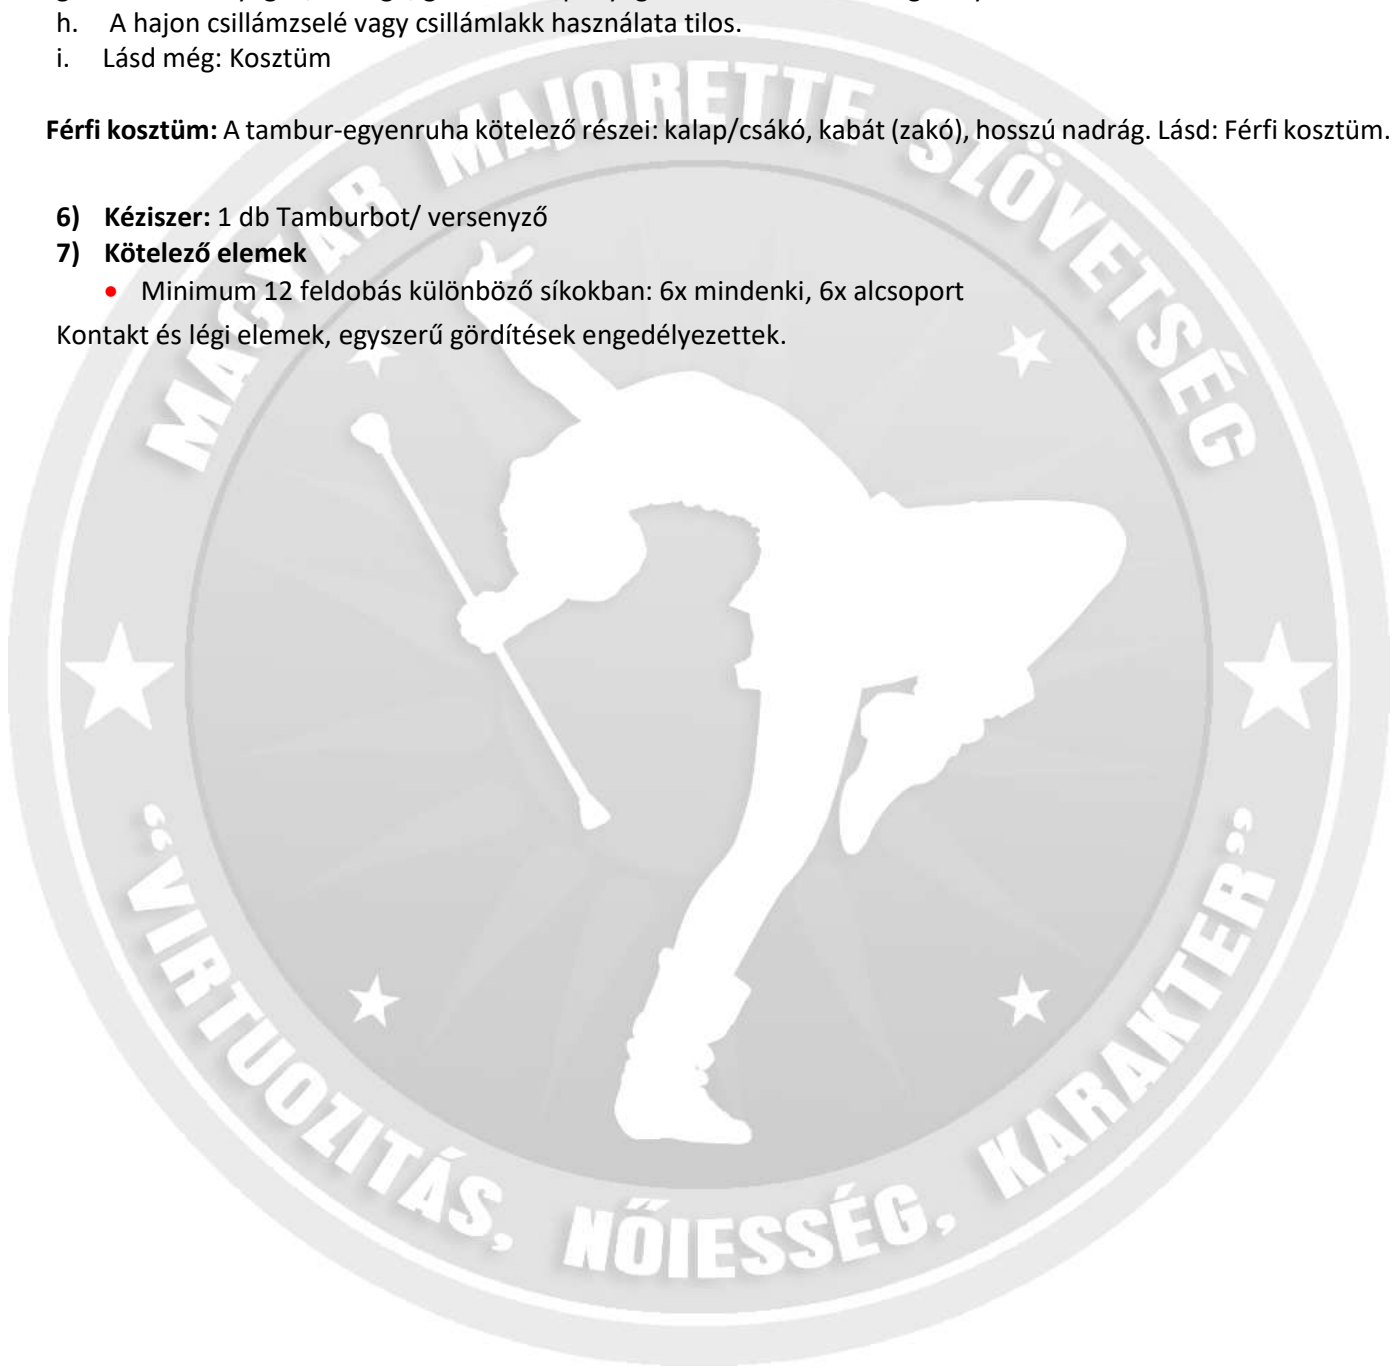 h. A hajon csillámzselé vagy csillámlakk használata tilos.
i. Lásd még: Kosztüm
Férfi kosztüm: A tambur-egyenruha kötelező részei: kalap/csákó, kabát (zakó), hosszú nadrág. Lásd: Férfi kosztüm.
6) Kéziszer: 1 db Tamburbot/ versenyző
7) Kötelező elemek
• Minimum 12 feldobás különböző síkokban: 6x mindenki, 6x alcsoport
Kontakt és légi elemek, egyszerű gördítések engedélyezettek.
MAGYAR MAJORETTE SZÖVETSÉG
“VIRTUOZITÁS, NŐIESSÉG, KARAKTER”